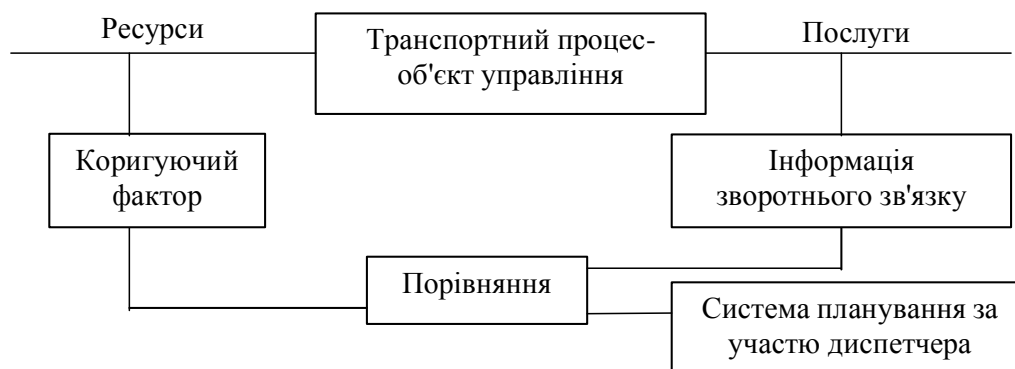 Ресурси
Транспортний процес-
об'єкт управління
Послуги
Коригуючий
фактор
Інформація
зворотнього зв'язку
Порівняння
Система планування за
участю диспетчера